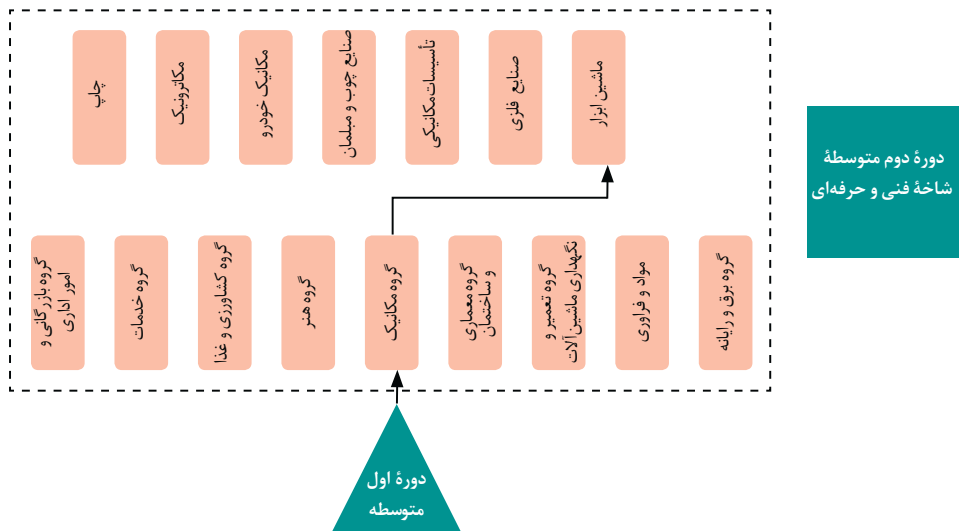 ماشین ابزار
صنایع فلزی
تأسیسات مکانیکی
صنایع چوب و مبلمان
مکانیک خودرو
مکاترونیک
چاپ
دورهٔ دوم متوسطهٔ
شاخهٔ فنی و حرفه‌ای
گروه برق و رایانه
مواد و فراوری
گروه تعمیر و
نگهداری ماشین‌آلات
گروه معماری
و ساختمان
گروه مکانیک
گروه هنر
گروه کشاورزی و غذا
گروه خدمات
گروه بازرگانی و
امور اداری
دورهٔ اول
متوسطه